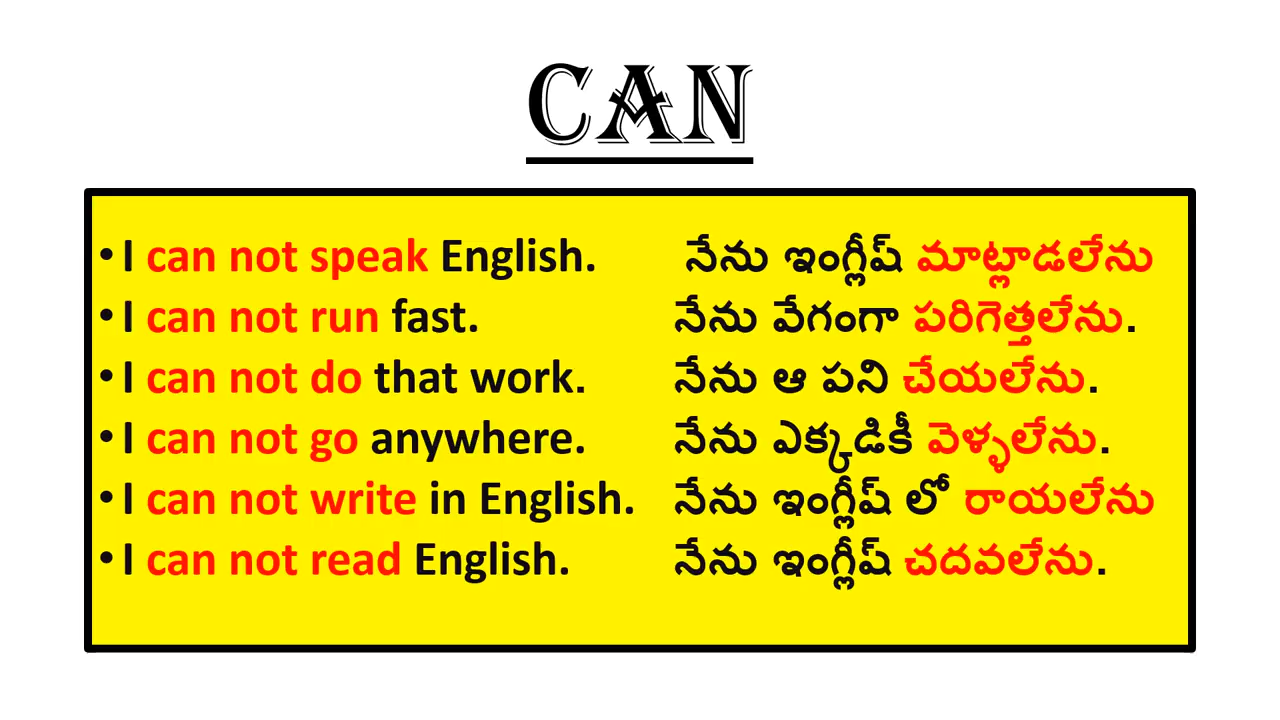 CAN
• I can not speak English. నేను ఇంగ్లీష్ మాట్లాడలేను
• I can not run fast. నేను వేగంగా పరిగెత్తలేను.
• I can not do that work. నేను ఆ పని చేయలేను.
• I can not go anywhere. నేను ఎక్కడికీ వెళ్ళలేను.
• I can not write in English. నేను ఇంగ్లీష్ లో రాయలేను
• I can not read English. నేను ఇంగ్లీష్ చదవలేను.